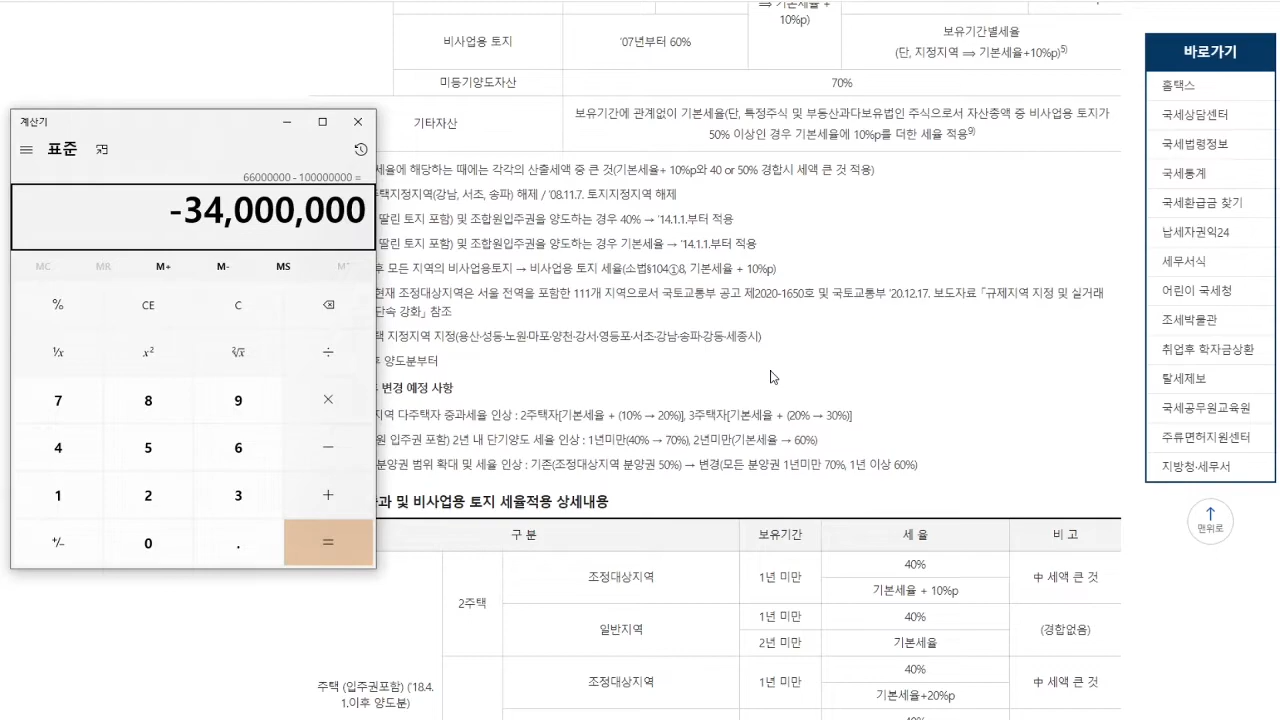 ⇒ 기본세율 +
10%p)
비사업용 토지
'07년부터 60%
보유기간별세율
(단, 지정지역 ⇒ 기본세율+10%p)5)
미등기양도자산
70%
기타자산
보유기간에 관계없이 기본세율(단, 특정주식 및 부동산과다보유법인 주식으로서 자산총액 중 비사업용 토지가
50% 이상인 경우 기본세율에 10%p를 더한 세율 적용9)
세율에 해당하는 때에는 각각의 산출세액 중 큰 것(기본세율+ 10%p와 40 or 50% 경합시 세액 큰 것 적용)
주택지정지역(강남, 서초, 송파) 해제 / '08.11.7. 토지지정지역 해제
딸린 토지 포함) 및 조합원입주권을 양도하는 경우 40% → '14.1.1.부터 적용
딸린 토지 포함) 및 조합원입주권을 양도하는 경우 기본세율 → '14.1.1.부터 적용
후 모든 지역의 비사업용토지 → 비사업용 토지 세율(소법§104①8, 기본세율 + 10%p)
현재 조정대상지역은 서울 전역을 포함한 111개 지역으로서 국토교통부 공고 제2020-1650호 및 국토교통부 '20.12.17. 보도자료 「규제지역 지정 및 실거래
단속 강화」 참조
택 지정지역 지정(용산·성동·노원·마포·양천·강서·영등포·서초·강남·송파·강동·세종시)
후 양도분부터
변경 예정 사항
지역 다주택자 중과세율 인상 : 2주택자[기본세율 + (10% → 20%)], 3주택자[기본세율 + (20% → 30%)]
원 입주권 포함) 2년 내 단기양도 세율 인상 : 1년미만(40% → 70%), 2년미만(기본세율 → 60%)
분양권 범위 확대 및 세율 인상 : 기존(조정대상지역 분양권 50%) → 변경(모든 분양권 1년미만 70%, 1년 이상 60%)
과 및 비사업용 토지 세율적용 상세내용
구 분
보유기간
세 율
비 고
주택 (입주권포함) ('18.4.
1.이후 양도분)
2주택
조정대상지역
1년 미만
40%
기본세율 + 10%p
中 세액 큰 것
일반지역
1년 미만
40%
2년 미만
기본세율
(경합없음)
조정대상지역
1년 미만
40%
기본세율+20%p
中 세액 큰 것
40%
계산기
표준
66000000 - 100000000 =
-34,000,000
MC MR M+ M- MS M˅
% CE C
¹/x x² ²√x ÷
7 8 9 ×
4 5 6 −
1 2 3 +
+/- 0 . =
바로가기
홈택스
국세상담센터
국세법령정보
국세통계
국세환급금 찾기
납세자권익24
세무서식
어린이 국세청
조세박물관
취업후 학자금상환
탈세제보
국세공무원교육원
주류면허지원센터
지방청·세무서
맨위로